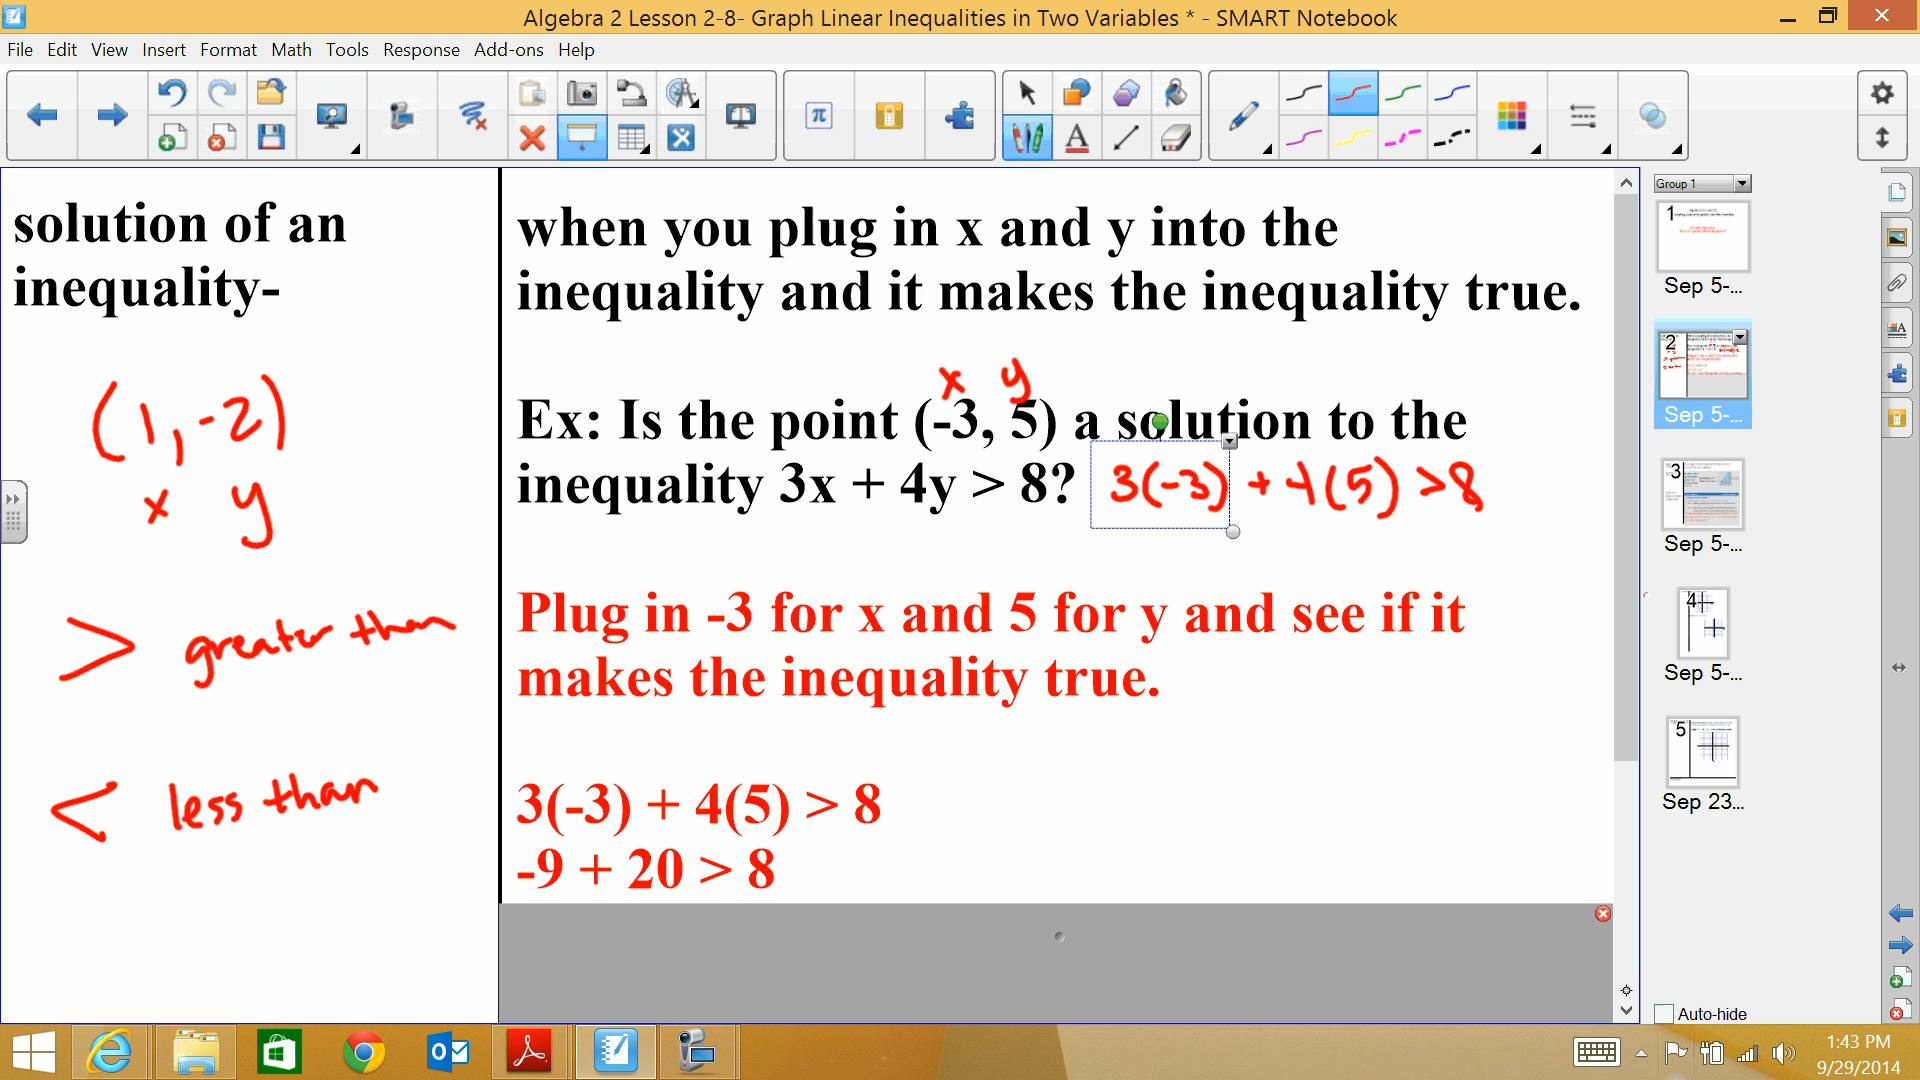 Algebra 2 Lesson 2-8- Graph Linear Inequalities in Two Variables * - SMART Notebook
File Edit View Insert Format Math Tools Response Add-ons Help
solution of an
inequality-
(1, -2)
x y
> greater than
< less than
when you plug in x and y into the
inequality and it makes the inequality true.
x y
Ex: Is the point (-3, 5) a solution to the
inequality 3x + 4y > 8? 3(-3) + 4(5) > 8
Plug in -3 for x and 5 for y and see if it
makes the inequality true.
3(-3) + 4(5) > 8
-9 + 20 > 8
Group 1
1
Sep 5-...
2
Sep 5-...
3
Sep 5-...
4
Sep 5-...
5
Sep 23...
Auto-hide
1:43 PM
9/29/2014